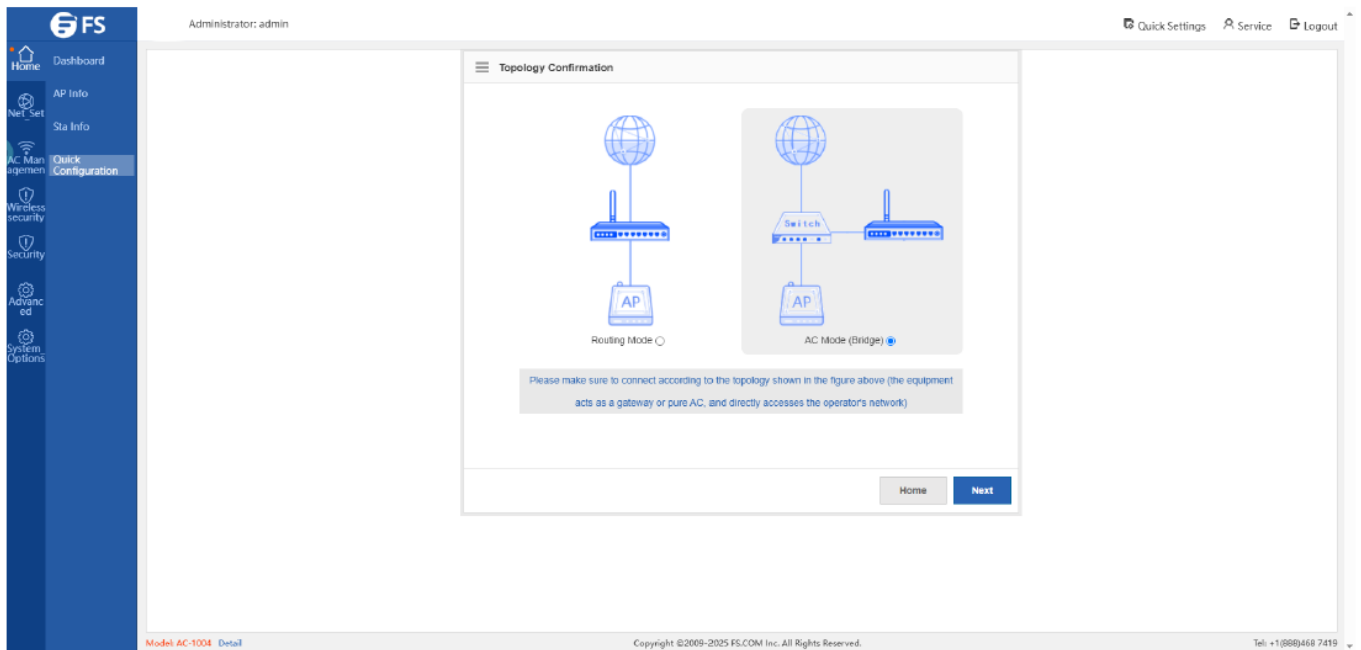 FS
Administrator: admin
Quick Settings
Service
Logout
Home
Net_Set
AC Man
agemen
Wireless
security
Security
Advanc
ed
System_
Options
Dashboard
AP Info
Sta Info
Quick
Configuration
Topology Confirmation
Switch
AP
AP
Routing Mode
AC Mode (Bridge)
Please make sure to connect according to the topology shown in the figure above (the equipment
acts as a gateway or pure AC, and directly accesses the operator's network)
Home
Next
Model: AC-1004 Detail
Copyright ©2009-2025 FS.COM Inc. All Rights Reserved.
Tel: +1(888)468 7419